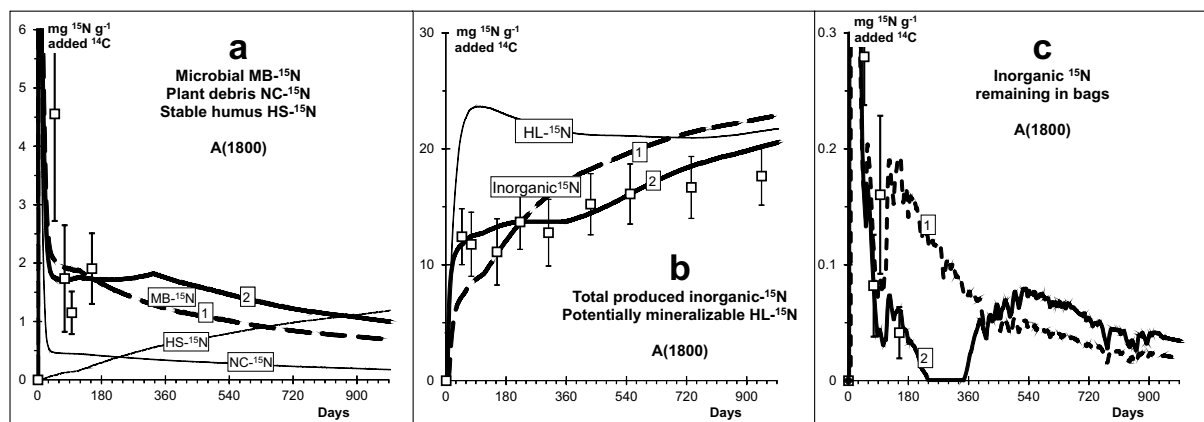 mg ¹⁵N g⁻¹
added ¹⁴C
a
Microbial MB-¹⁵N
Plant debris NC-¹⁵N
Stable humus HS-¹⁵N
A(1800)
6
5
4
3
2
1
0
MB-¹⁵N
HS-¹⁵N
NC-¹⁵N
2
1
0 180 360 540 720 900
Days
mg ¹⁵N g⁻¹
added ¹⁴C
30
20
10
0
HL-¹⁵N
Inorganic¹⁵N
1
2
b
Total produced inorganic-¹⁵N
Potentially mineralizable HL-¹⁵N
A(1800)
0 180 360 540 720 900
Days
mg ¹⁵N g⁻¹
added ¹⁴C
c
Inorganic ¹⁵N
remaining in bags
A(1800)
0.3
0.2
0.1
0
1
2
0 180 360 540 720 900
Days